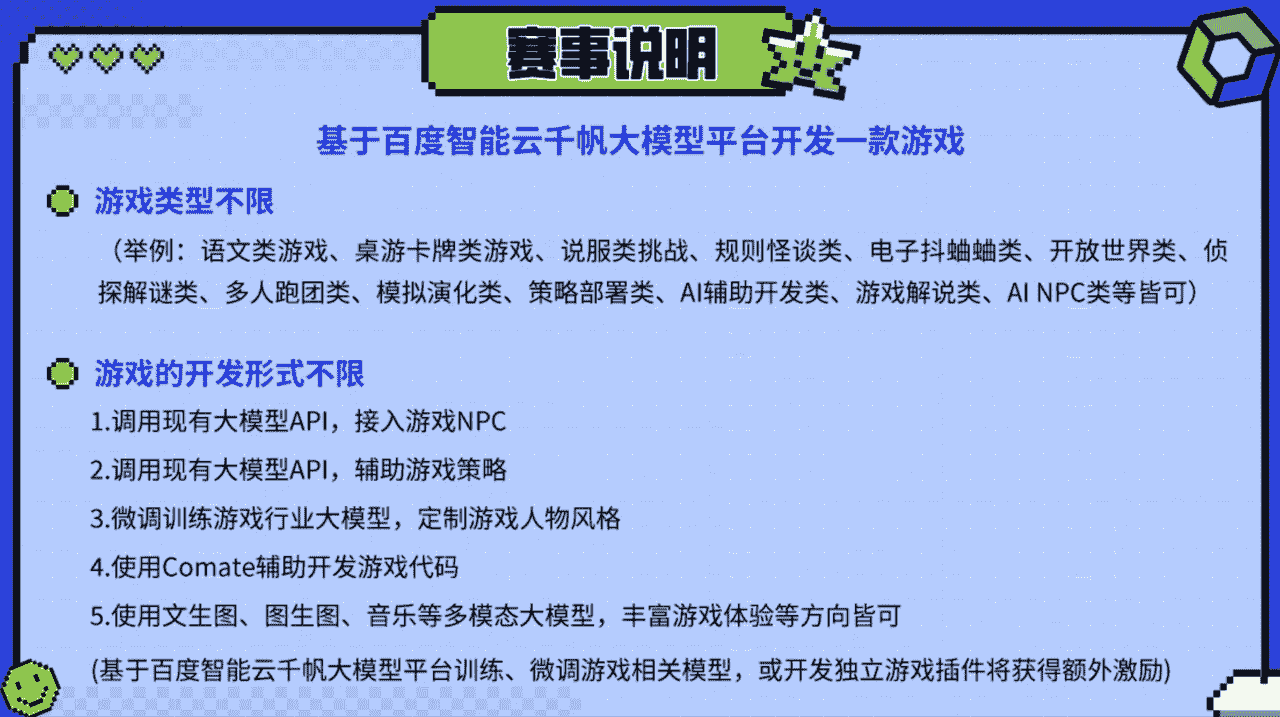 赛事说明
基于百度智能云千帆大模型平台开发一款游戏
游戏类型不限
（举例：语文类游戏、桌游卡牌类游戏、说服类挑战、规则怪谈类、电子抖蛐蛐类、开放世界类、侦
探解谜类、多人跑团类、模拟演化类、策略部署类、AI辅助开发类、游戏解说类、AI NPC类等皆可）
游戏的开发形式不限
1.调用现有大模型API，接入游戏NPC
2.调用现有大模型API，辅助游戏策略
3.微调训练游戏行业大模型，定制游戏人物风格
4.使用Comate辅助开发游戏代码
5.使用文生图、图生图、音乐等多模态大模型，丰富游戏体验等方向皆可
(基于百度智能云千帆大模型平台训练、微调游戏相关模型，或开发独立游戏插件将获得额外激励)